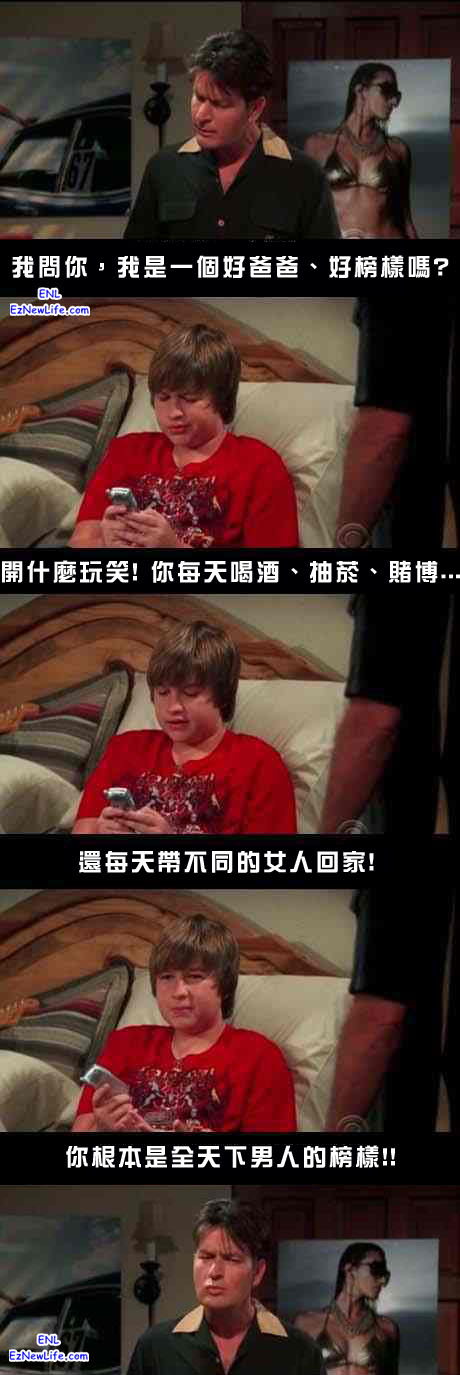 67
我問你，我是一個好爸爸、好榜樣嗎?
ENL
EzNewLife.com
開什麼玩笑! 你每天喝酒、抽菸、賭博...
還每天帶不同的女人回家!
你根本是全天下男人的榜樣!!
ENL
EzNewLife.com